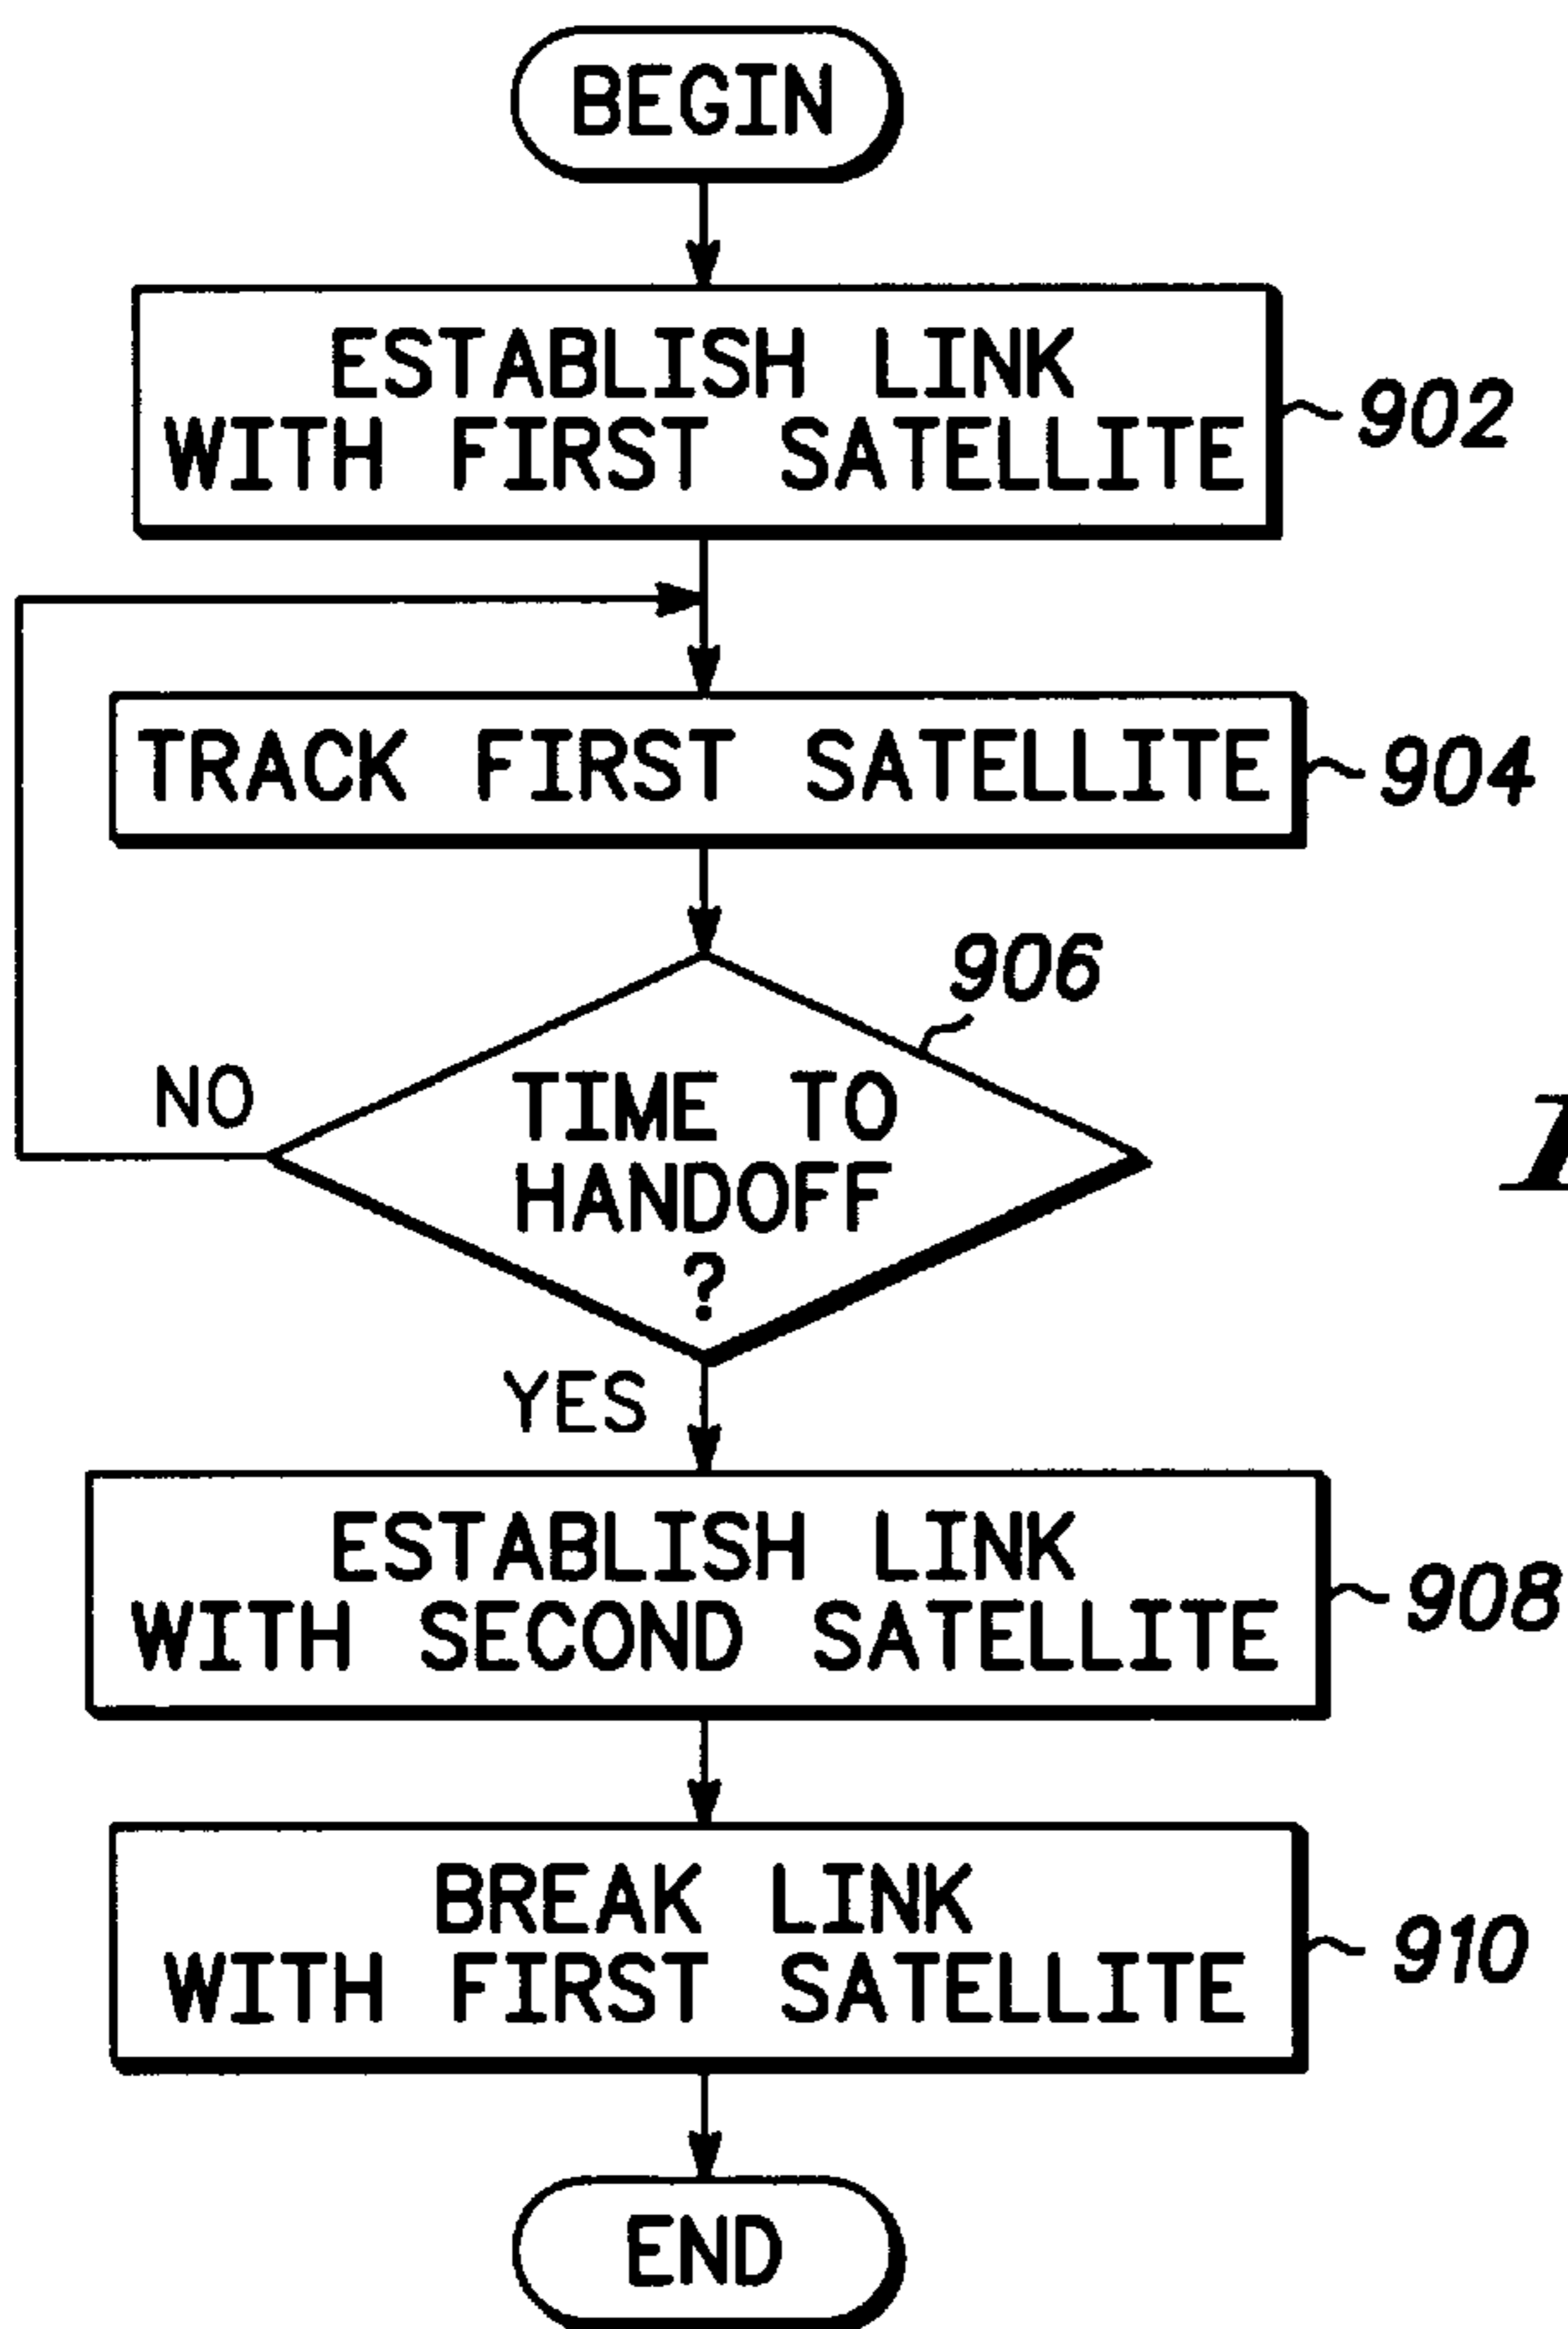 BEGIN
ESTABLISH LINK
WITH FIRST SATELLITE
902
TRACK FIRST SATELLITE
904
906
NO
TIME TO
HANDOFF
?
YES
ESTABLISH LINK
WITH SECOND SATELLITE
908
BREAK LINK
WITH FIRST SATELLITE
910
END